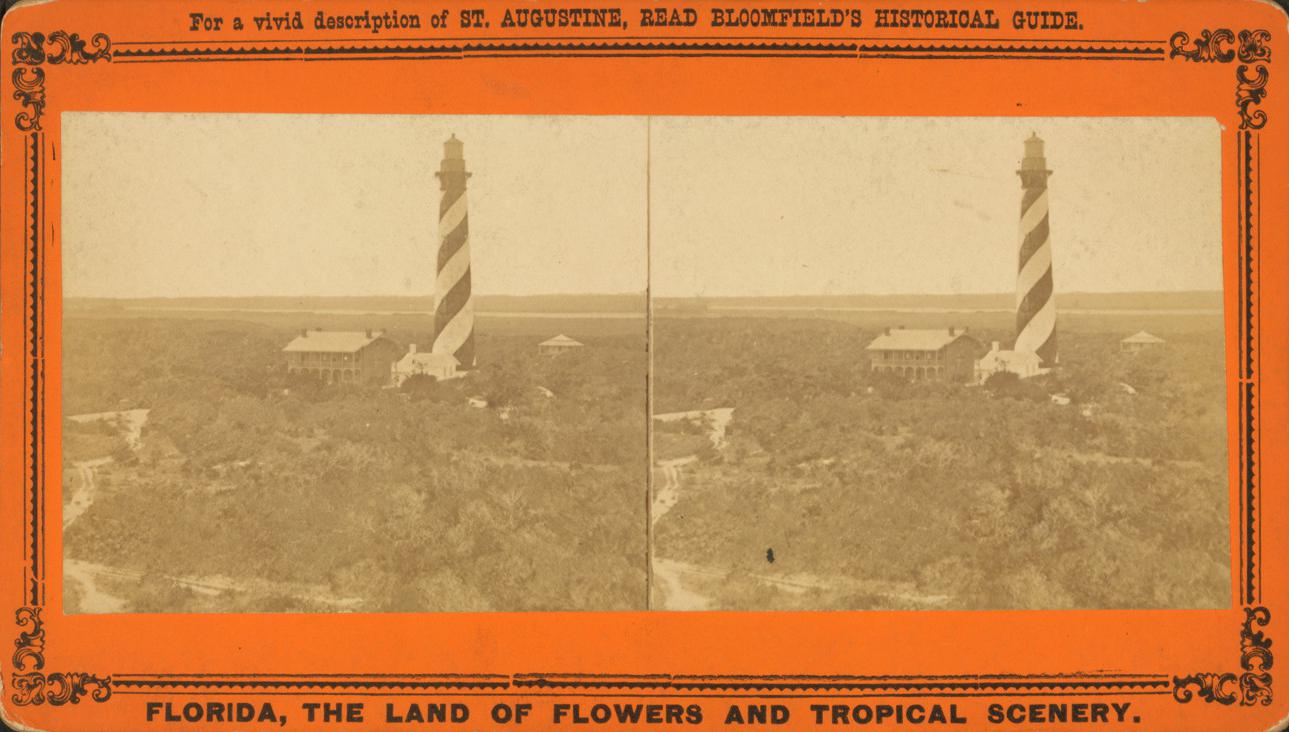 For a vivid description of ST. AUGUSTINE, READ BLOOMFIELD'S HISTORICAL GUIDE.
FLORIDA, THE LAND OF FLOWERS AND TROPICAL SCENERY.